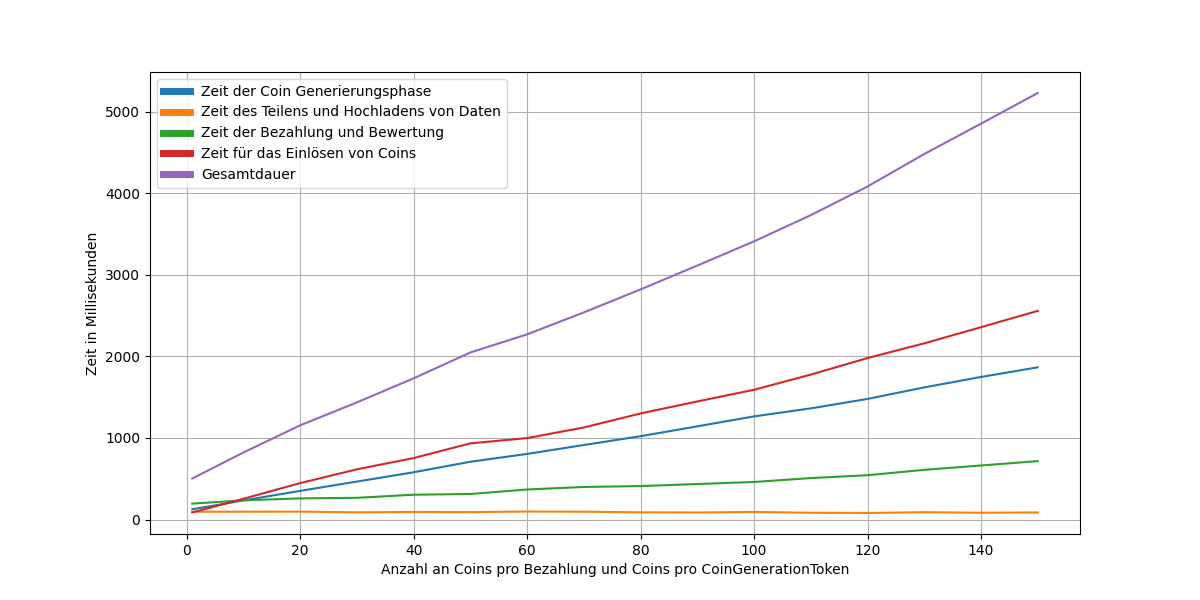 Zeit der Coin Generierungsphase
Zeit des Teilens und Hochladens von Daten
Zeit der Bezahlung und Bewertung
Zeit für das Einlösen von Coins
Gesamtdauer
Zeit in Millisekunden
5000
4000
3000
2000
1000
0
0 20 40 60 80 100 120 140
Anzahl an Coins pro Bezahlung und Coins pro CoinGenerationToken